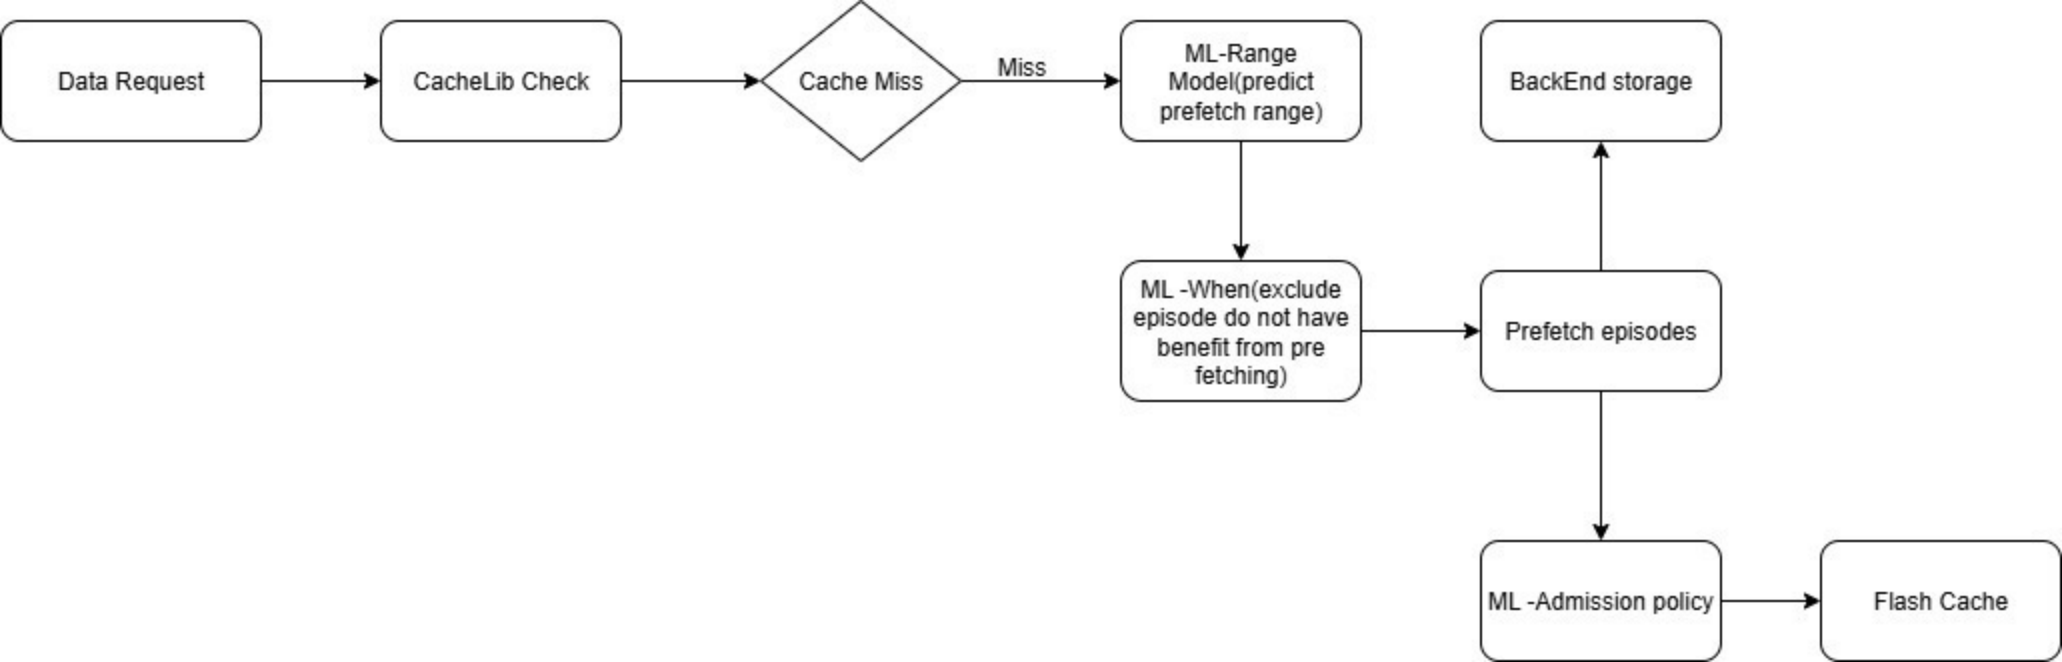 Data Request
CacheLib Check
Cache Miss
Miss
ML-Range
Model(predict
prefetch range)
BackEnd storage
ML -When(exclude
episode do not have
benefit from pre
fetching)
Prefetch episodes
ML -Admission policy
Flash Cache